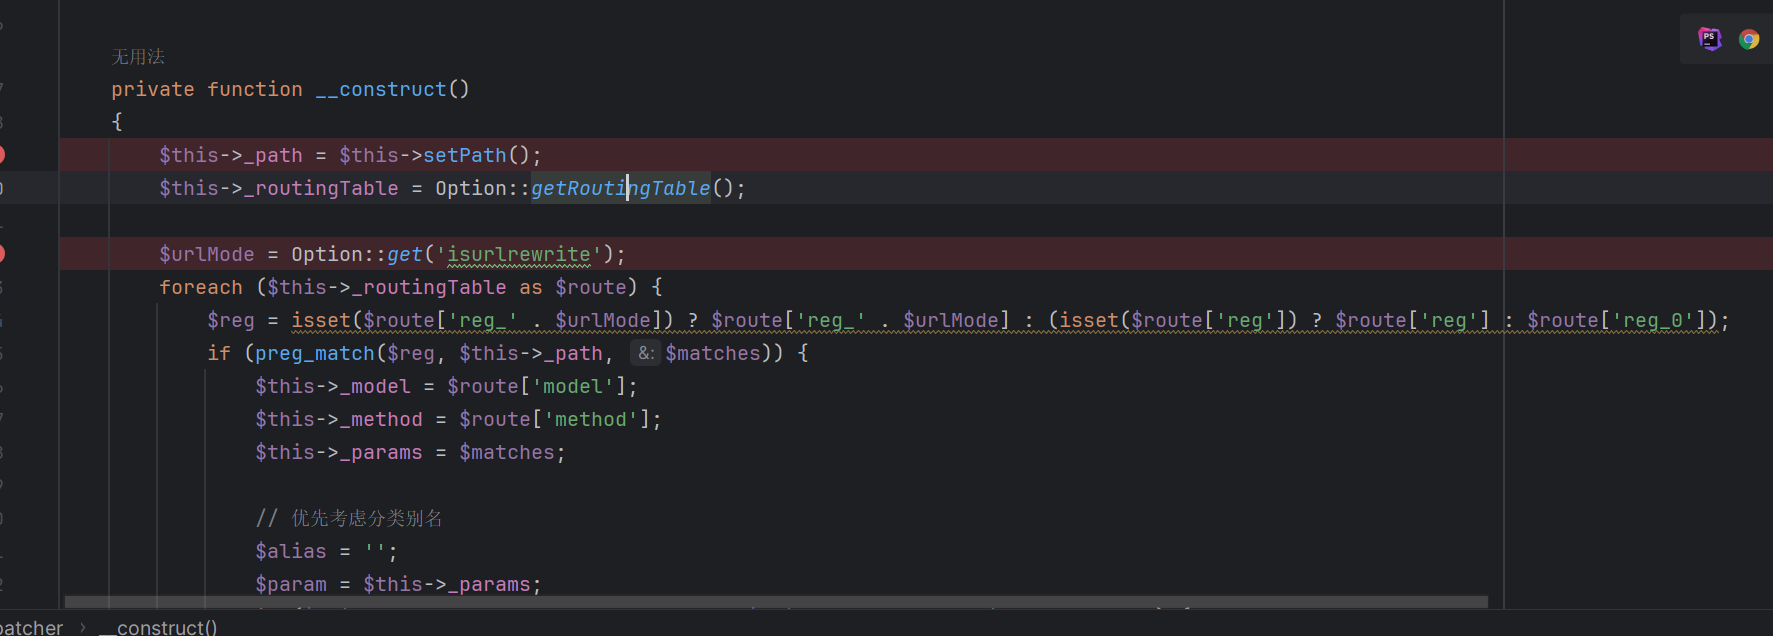 无用法
private function __construct()
{
$this->_path = $this->setPath();
$this->_routingTable = Option::getRoutingTable();
$urlMode = Option::get('isurlrewrite');
foreach ($this->_routingTable as $route) {
$reg = isset($route['reg_' . $urlMode]) ? $route['reg_' . $urlMode] : (isset($route['reg']) ? $route['reg'] : $route['reg_0']);
if (preg_match($reg, $this->_path, &: $matches)) {
$this->_model = $route['model'];
$this->_method = $route['method'];
$this->_params = $matches;
// 优先考虑分类别名
$alias = '';
$param = $this->_params;
patcher › __construct()
PS